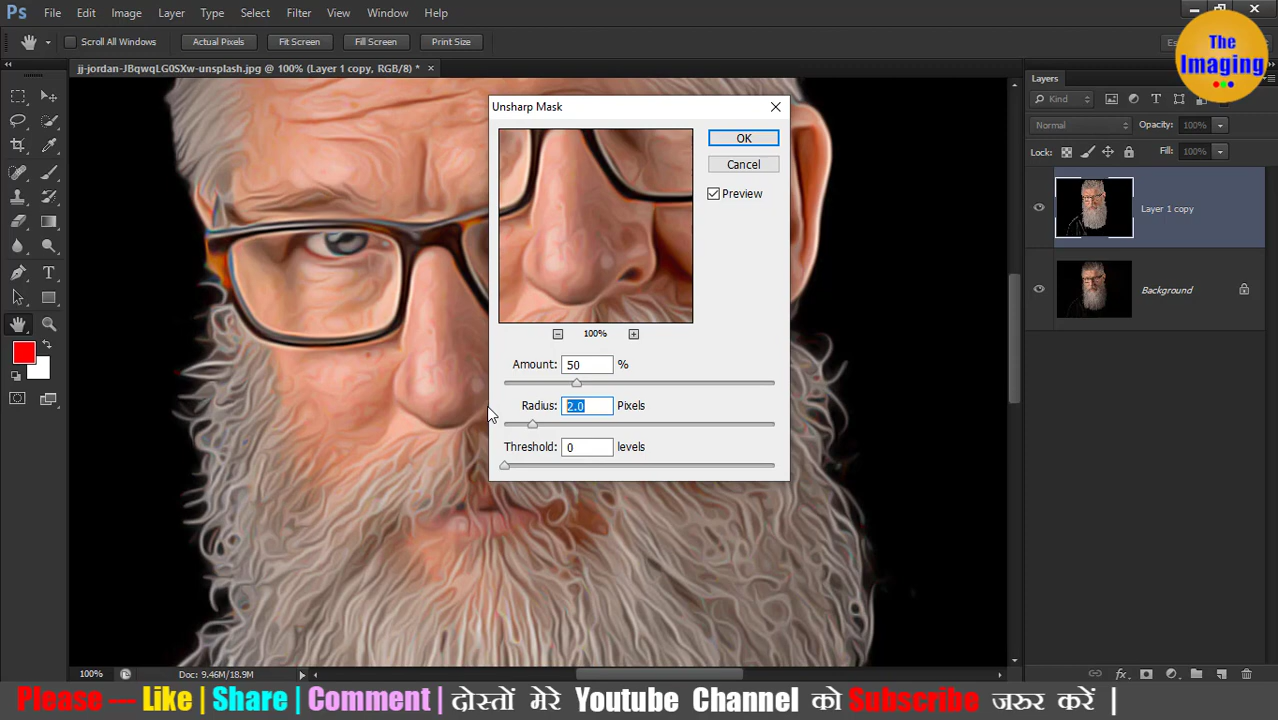 Ps File Edit Image Layer Type Select Filter View Window Help
Scroll All Windows Actual Pixels Fit Screen Fill Screen Print Size
The
Imaging
jj-jordan-JBqwqLG0SXw-unsplash.jpg @ 100% (Layer 1 copy, RGB/8) *
Layers
Kind
Normal Opacity: 100%
Lock: Fill: 100%
Layer 1 copy
Background
Unsharp Mask
OK
Cancel
Preview
100%
Amount: 50 %
Radius: 2.0 Pixels
Threshold: 0 levels
100% Doc: 9.46M/18.9M
Please --- Like | Share | Comment | दोस्तों मेरे Youtube Channel को Subscribe जरुर करें |